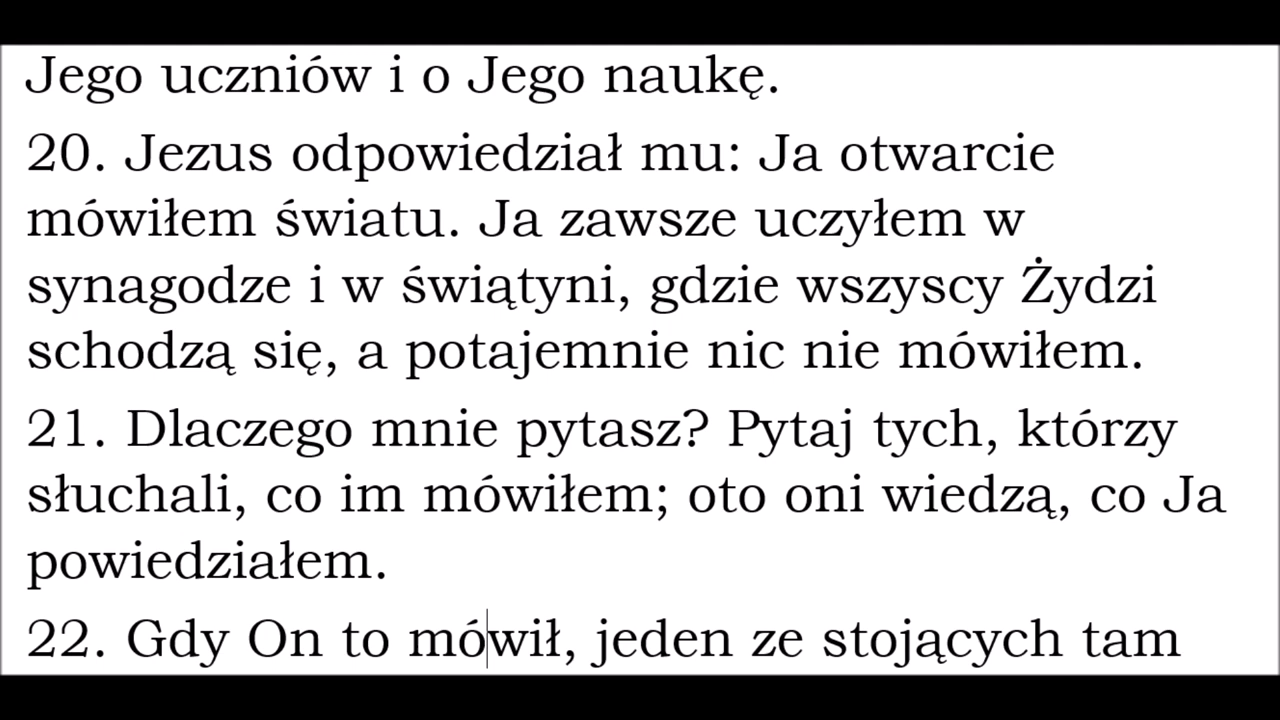 Jego uczniów i o Jego naukę.
20. Jezus odpowiedział mu: Ja otwarcie
mówiłem światu. Ja zawsze uczyłem w
synagodze i w świątyni, gdzie wszyscy Żydzi
schodzą się, a potajemnie nic nie mówiłem.
21. Dlaczego mnie pytasz? Pytaj tych, którzy
słuchali, co im mówiłem; oto oni wiedzą, co Ja
powiedziałem.
22. Gdy On to mówił, jeden ze stojących tam